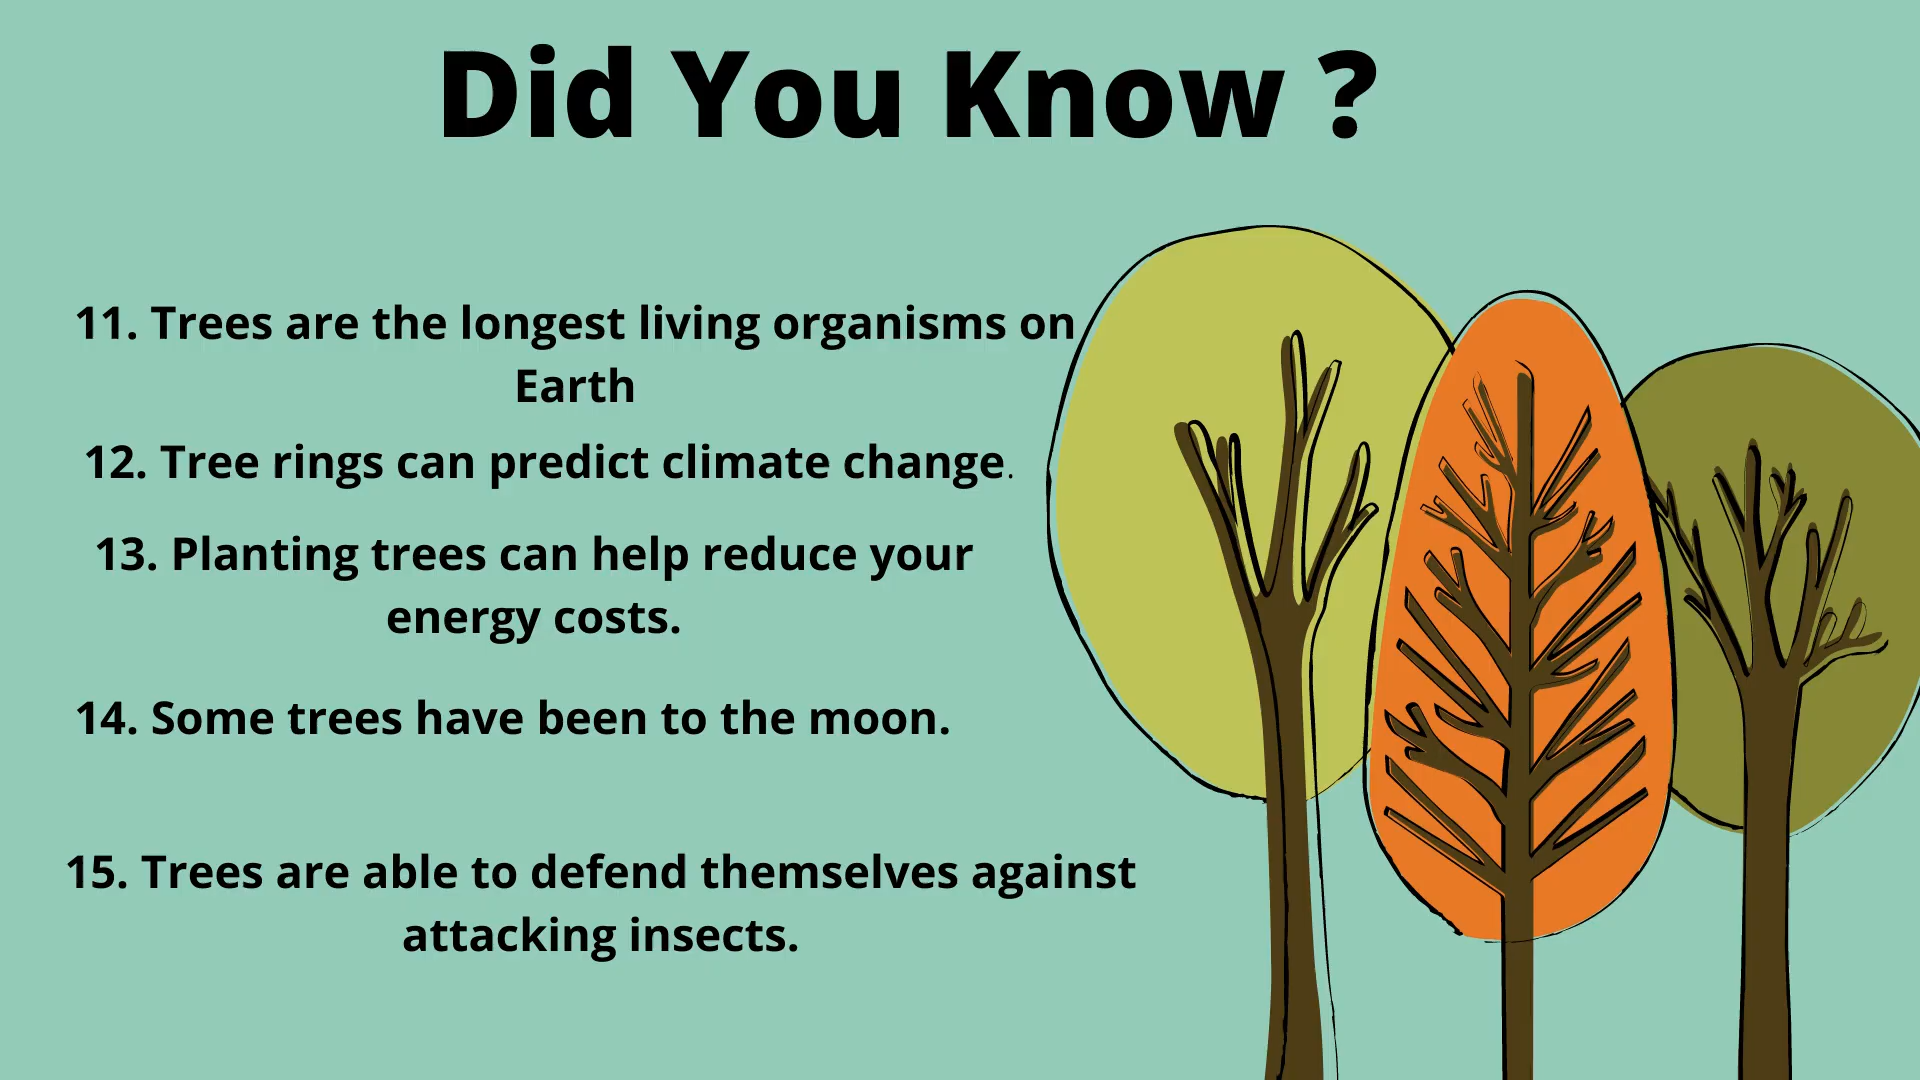 Did You Know ?
11. Trees are the longest living organisms on
Earth
12. Tree rings can predict climate change.
13. Planting trees can help reduce your
energy costs.
14. Some trees have been to the moon.
15. Trees are able to defend themselves against
attacking insects.